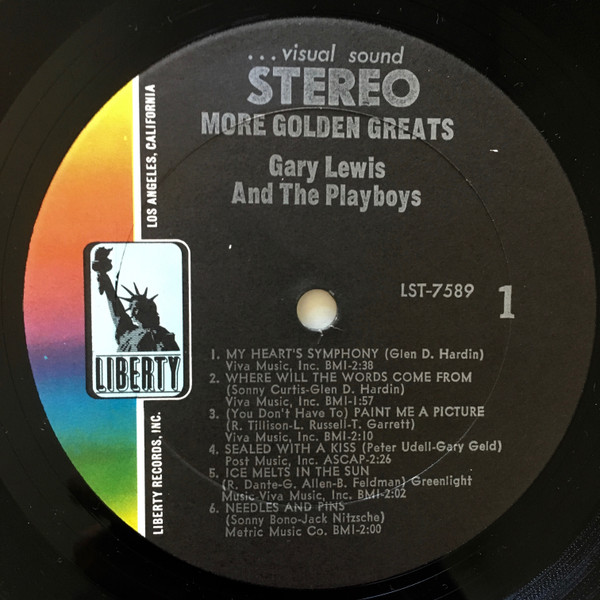 ...visual sound
STEREO
MORE GOLDEN GREATS
Gary Lewis
And The Playboys
LOS ANGELES, CALIFORNIA
LIBERTY
LIBERTY RECORDS, INC.
LST-7589
1
1. MY HEART'S SYMPHONY (Glen D. Hardin)
Viva Music, Inc. BMI-2:38
2. WHERE WILL THE WORDS COME FROM
(Sonny Curtis-Glen D. Hardin)
Viva Music, Inc. BMI-1:57
3. (You Don't Have To) PAINT ME A PICTURE
(R. Tillison-L. Russell-T. Garrett)
Viva Music, Inc. BMI-2:10
4. SEALED WITH A KISS (Peter Udell-Gary Geld)
Post Music, Inc. ASCAP-2:26
5. ICE MELTS IN THE SUN
(R. Dante-G. Allen-B. Feldman) Greenlight
Music-Viva Music, Inc. BMI-2:02
6. NEEDLES AND PINS
(Sonny Bono-Jack Nitzsche)
Metric Music Co. BMI-2:00